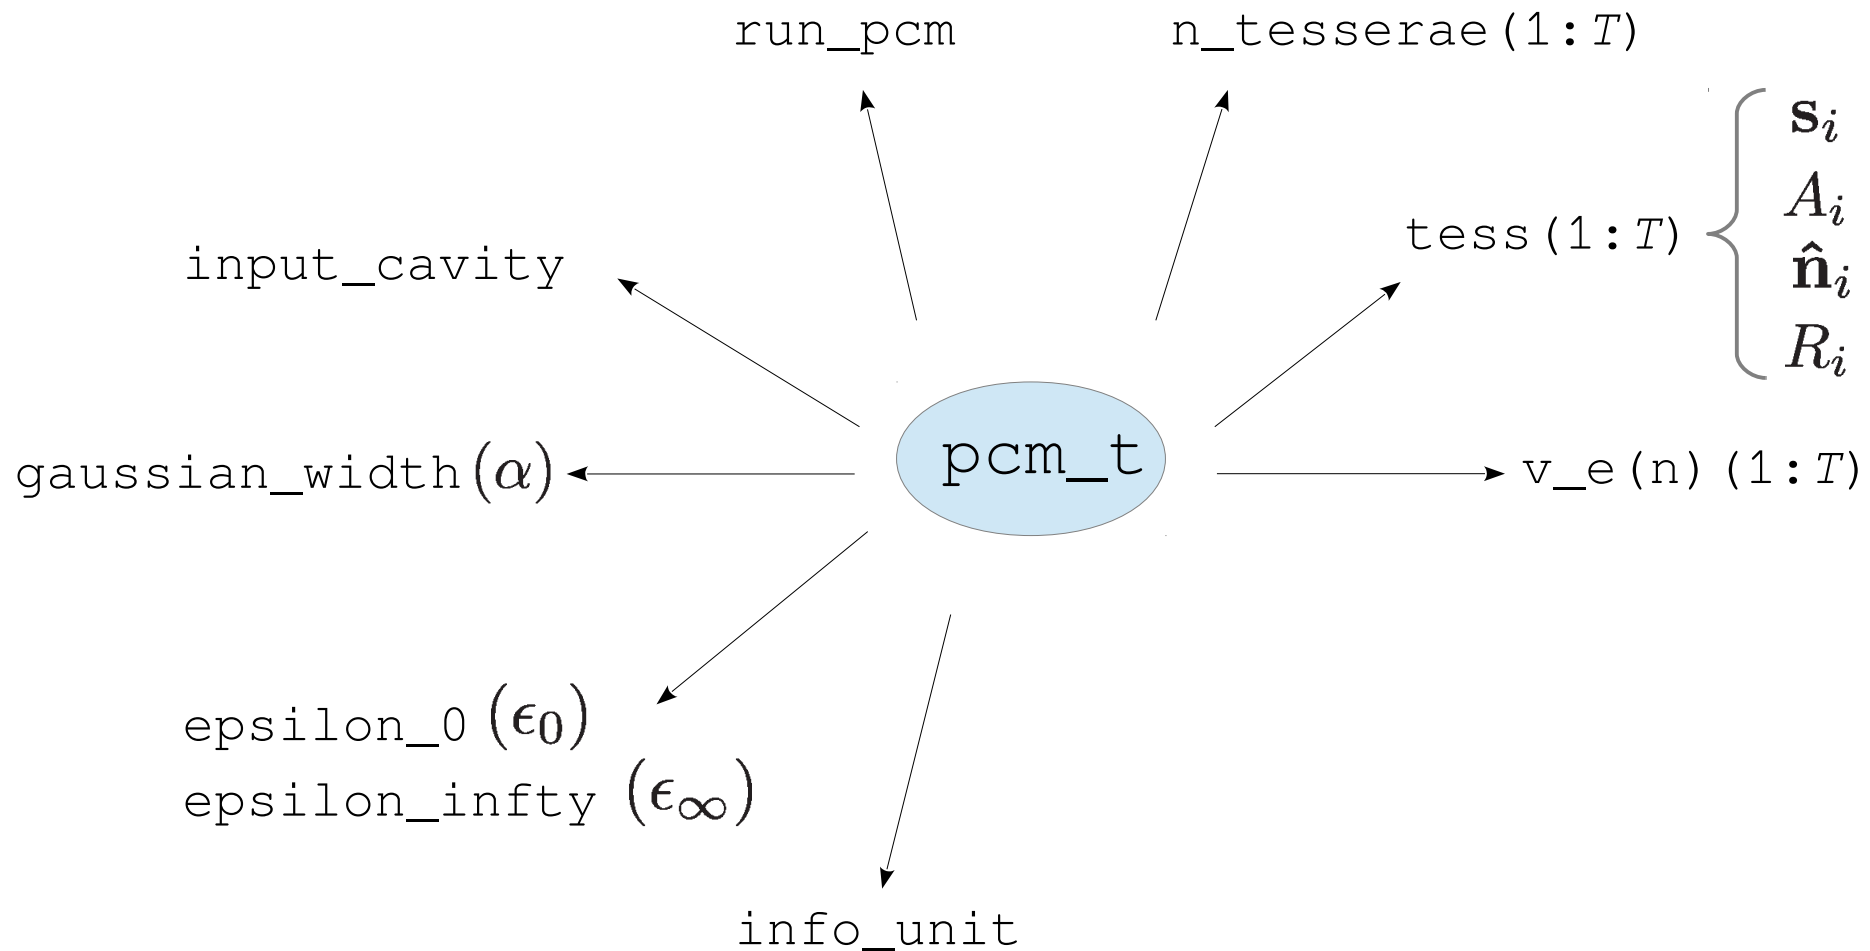 run_pcm
n_tesserae(1:T)
s_i
A_i
tess(1:T)
n̂_i
R_i
input_cavity
pcm_t
gaussian_width(α)
v_e(n)(1:T)
epsilon_0 (ϵ_0)
epsilon_infty (ϵ_∞)
info_unit